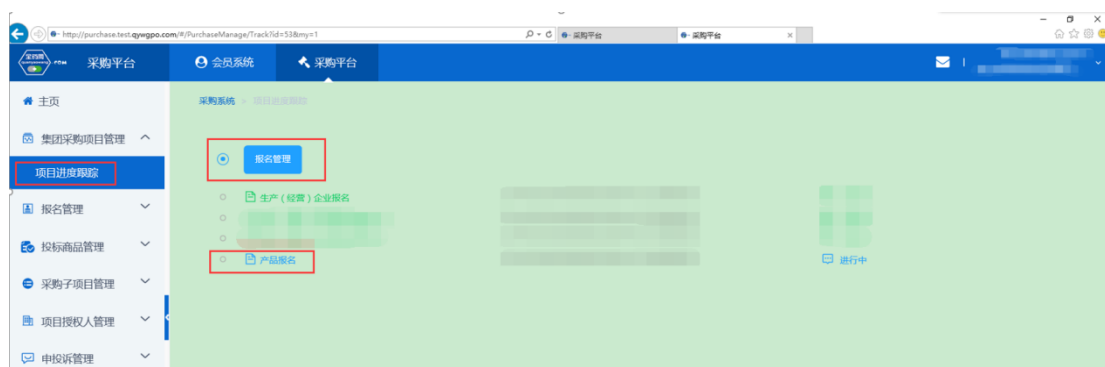 http://purchase.test.qywgpo.com/#/PurchaseManage/Track?id=53&my=1
采购平台
采购平台
采购平台
会员系统
采购平台
主页
采购系统 > 项目进度跟踪
集团采购项目管理
报名管理
项目进度跟踪
生产（经营）企业报名
报名管理
投标商品管理
产品报名
进行中
采购子项目管理
项目授权人管理
申投诉管理